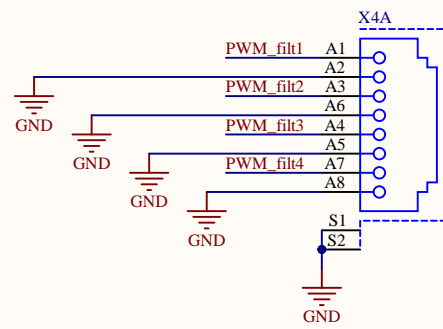 X4A
PWM_filt1 A1
A2
PWM_filt2 A3
GND A6
PWM_filt3 A4
GND A5
PWM_filt4 A7
GND A8
GND
S1
S2
GND